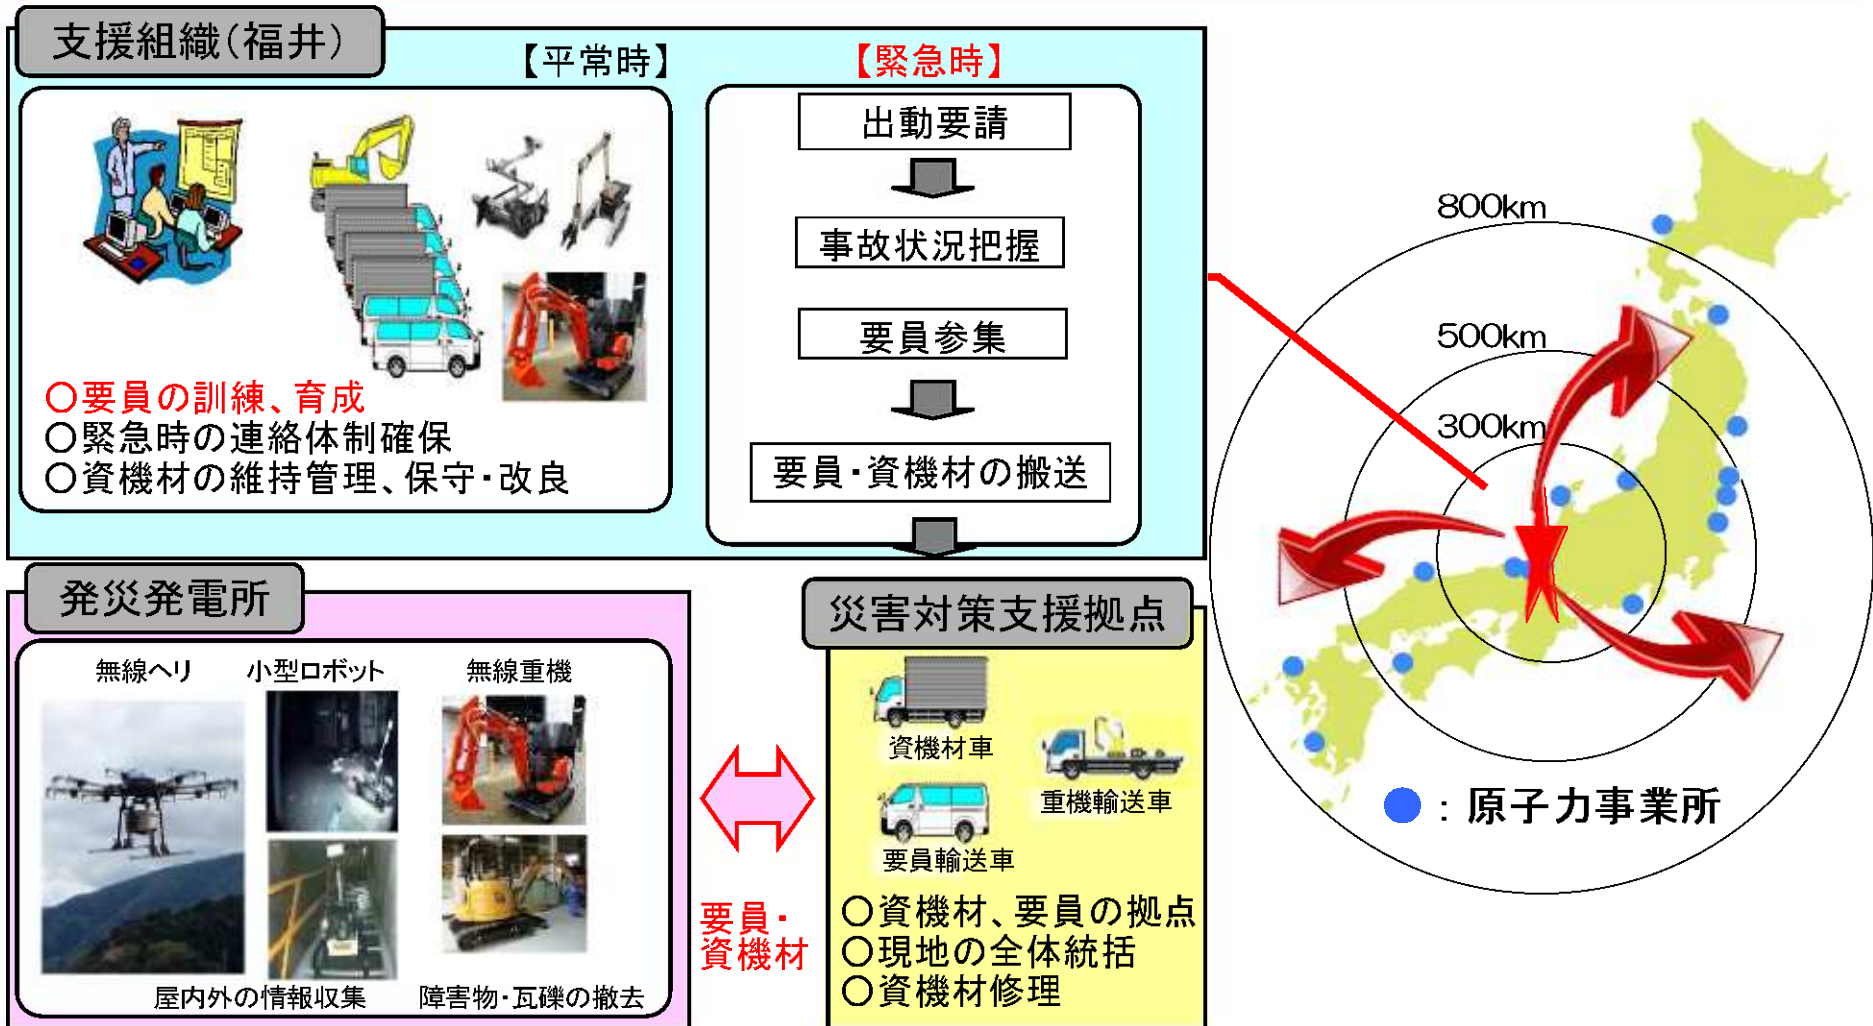 支援組織(福井)
【平常時】
【緊急時】
○要員の訓練、育成
○緊急時の連絡体制確保
○資機材の維持管理、保守・改良
出動要請
事故状況把握
要員参集
要員・資機材の搬送
800km
500km
300km
●:原子力事業所
発災発電所
無線ヘリ
小型ロボット
無線重機
屋内外の情報収集
障害物・瓦礫の撤去
要員・
資機材
災害対策支援拠点
資機材車
重機輸送車
要員輸送車
○資機材、要員の拠点
○現地の全体統括
○資機材修理